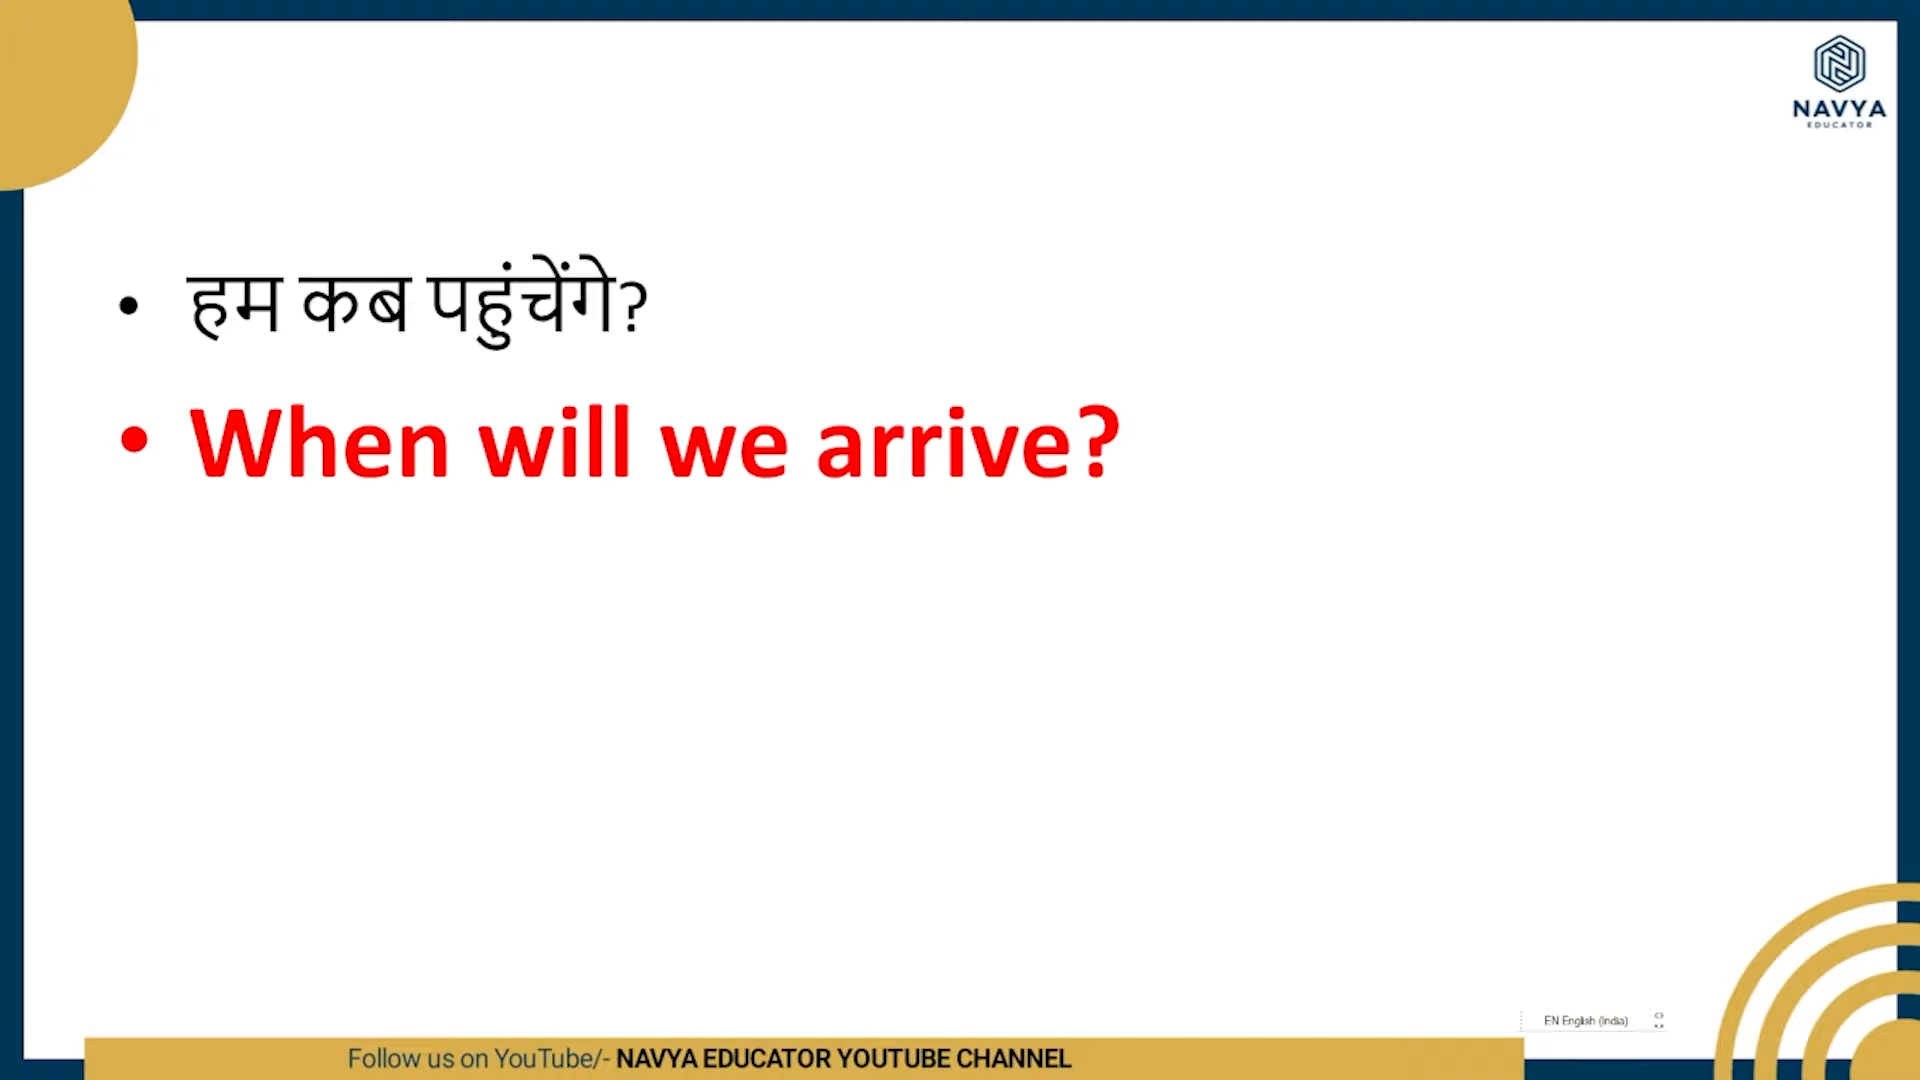 NAVYA
EDUCATOR
• हम कब पहुंचेंगे?
• When will we arrive?
EN English (India)
Follow us on YouTube/- NAVYA EDUCATOR YOUTUBE CHANNEL